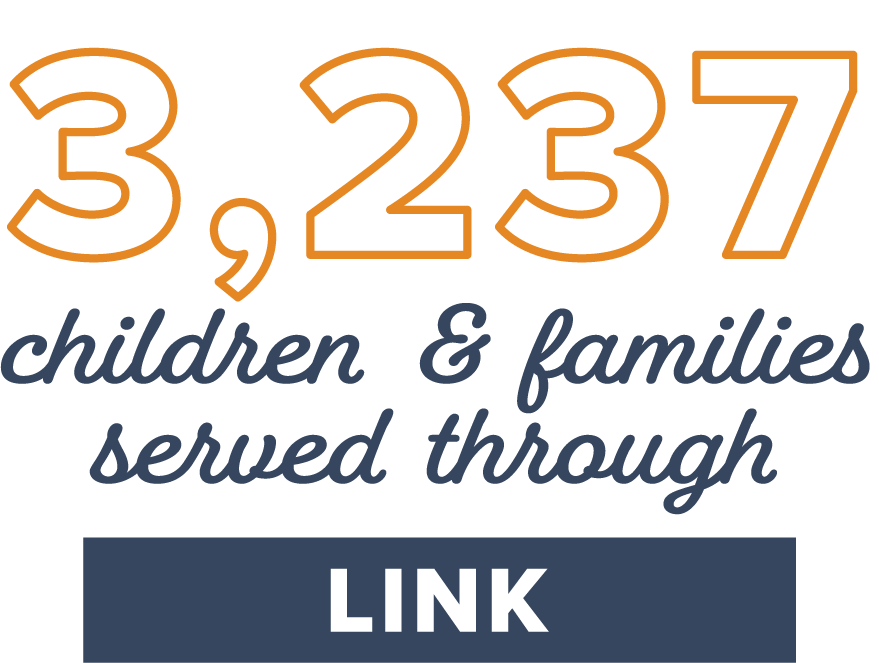 3,237
children & families
served through
LINK